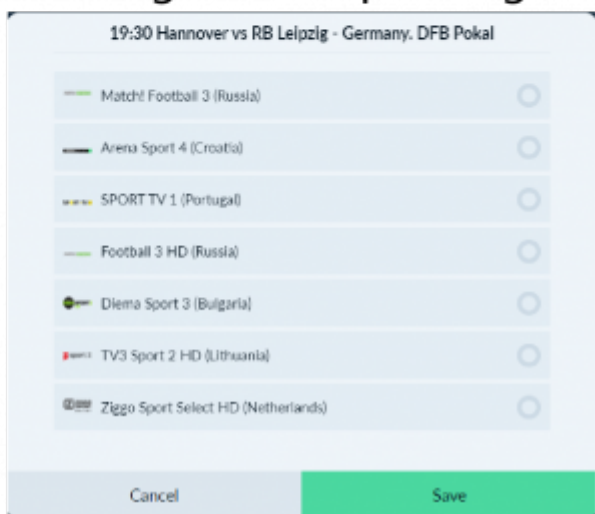 19:30 Hannover vs RB Leipzig - Germany. DFB Pokal
Match! Football 3 (Russia)
Arena Sport 4 (Croatia)
SPORT TV 1 (Portugal)
Football 3 HD (Russia)
Diema Sport 3 (Bulgaria)
TV3 Sport 2 HD (Lithuania)
Ziggo Sport Select HD (Netherlands)
Cancel Save